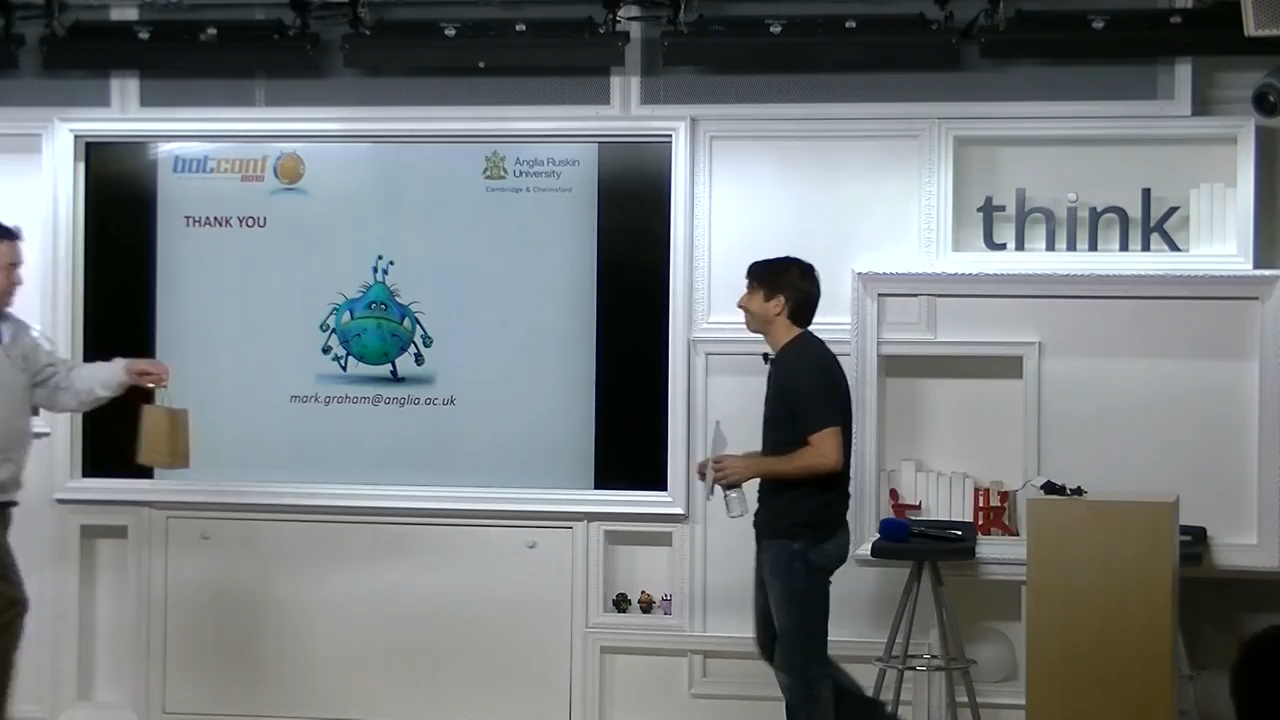 botconf
Anglia Ruskin
University
Cambridge & Chelmsford
THANK YOU
mark.graham@anglia.ac.uk
think